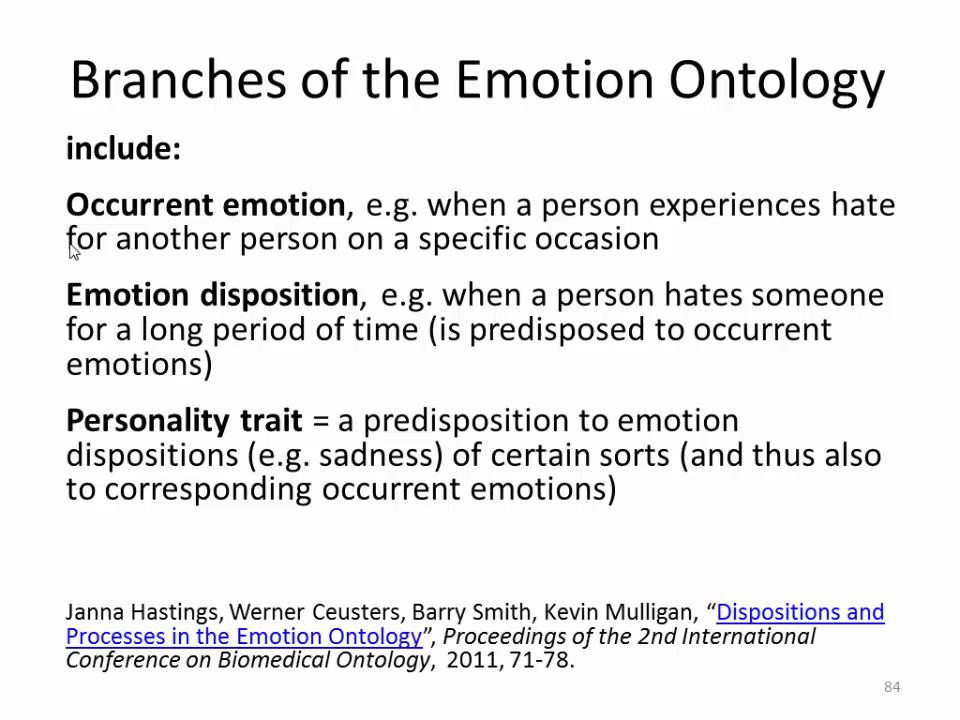 Branches of the Emotion Ontology
include:
Occurrent emotion, e.g. when a person experiences hate
for another person on a specific occasion
Emotion disposition, e.g. when a person hates someone
for a long period of time (is predisposed to occurrent
emotions)
Personality trait = a predisposition to emotion
dispositions (e.g. sadness) of certain sorts (and thus also
to corresponding occurrent emotions)
Janna Hastings, Werner Ceusters, Barry Smith, Kevin Mulligan, “Dispositions and
Processes in the Emotion Ontology”, Proceedings of the 2nd International
Conference on Biomedical Ontology, 2011, 71-78.
84